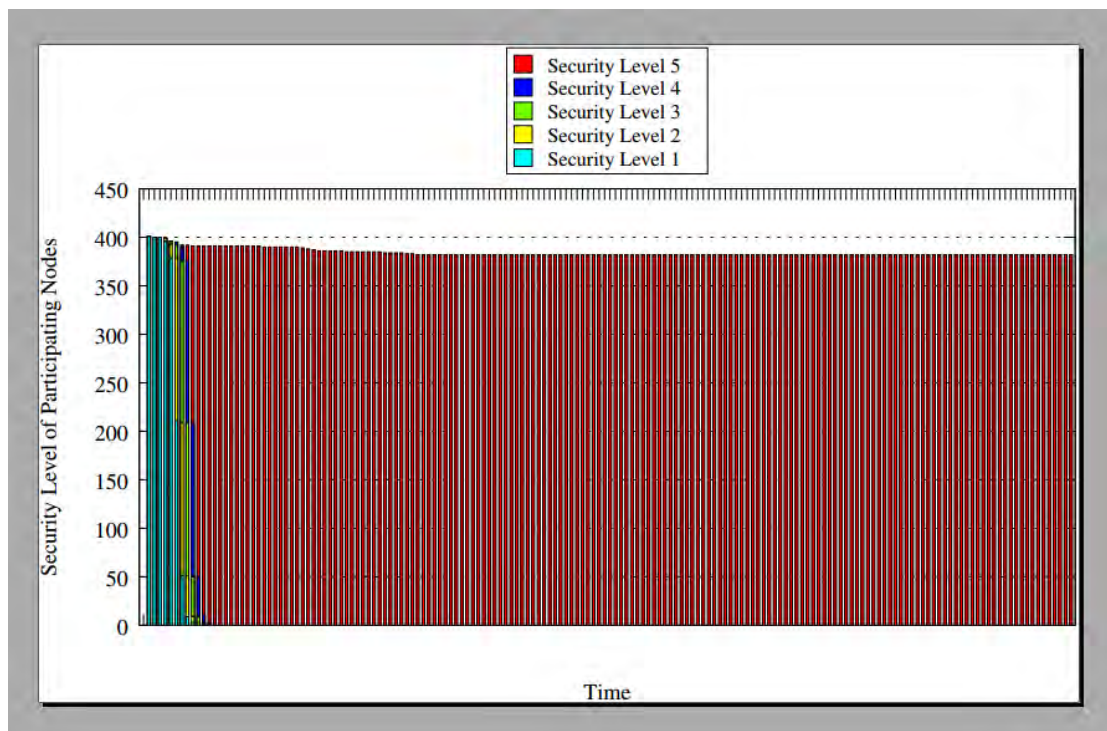 Security Level 5
Security Level 4
Security Level 3
Security Level 2
Security Level 1
450
400
350
300
250
200
150
100
50
0
Security Level of Participating Nodes
Time